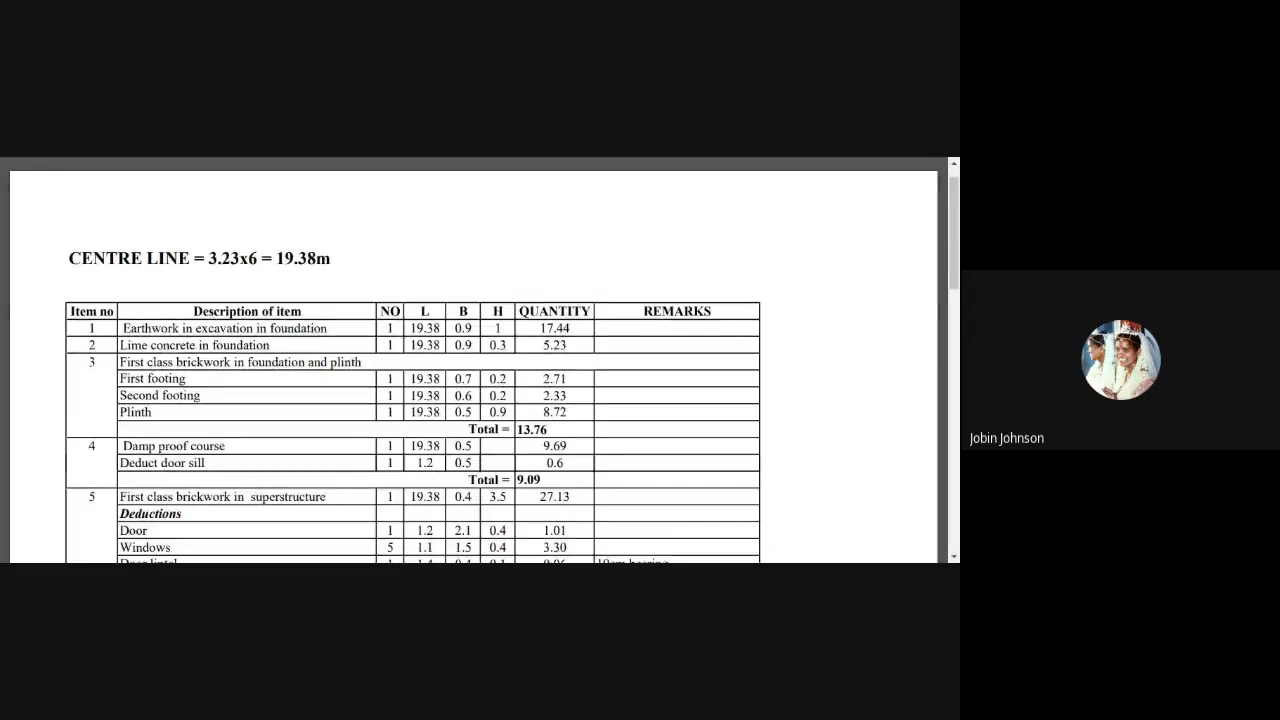 CENTRE LINE = 3.23x6 = 19.38m
Item no Description of item NO L B H QUANTITY REMARKS
1 Earthwork in excavation in foundation 1 19.38 0.9 1 17.44
2 Lime concrete in foundation 1 19.38 0.9 0.3 5.23
3 First class brickwork in foundation and plinth
First footing 1 19.38 0.7 0.2 2.71
Second footing 1 19.38 0.6 0.2 2.33
Plinth 1 19.38 0.5 0.9 8.72
Total = 13.76
4 Damp proof course 1 19.38 0.5 9.69
Deduct door sill 1 1.2 0.5 0.6
Total = 9.09
5 First class brickwork in superstructure 1 19.38 0.4 3.5 27.13
Deductions
Door 1 1.2 2.1 0.4 1.01
Windows 5 1.1 1.5 0.4 3.30
Jobin Johnson